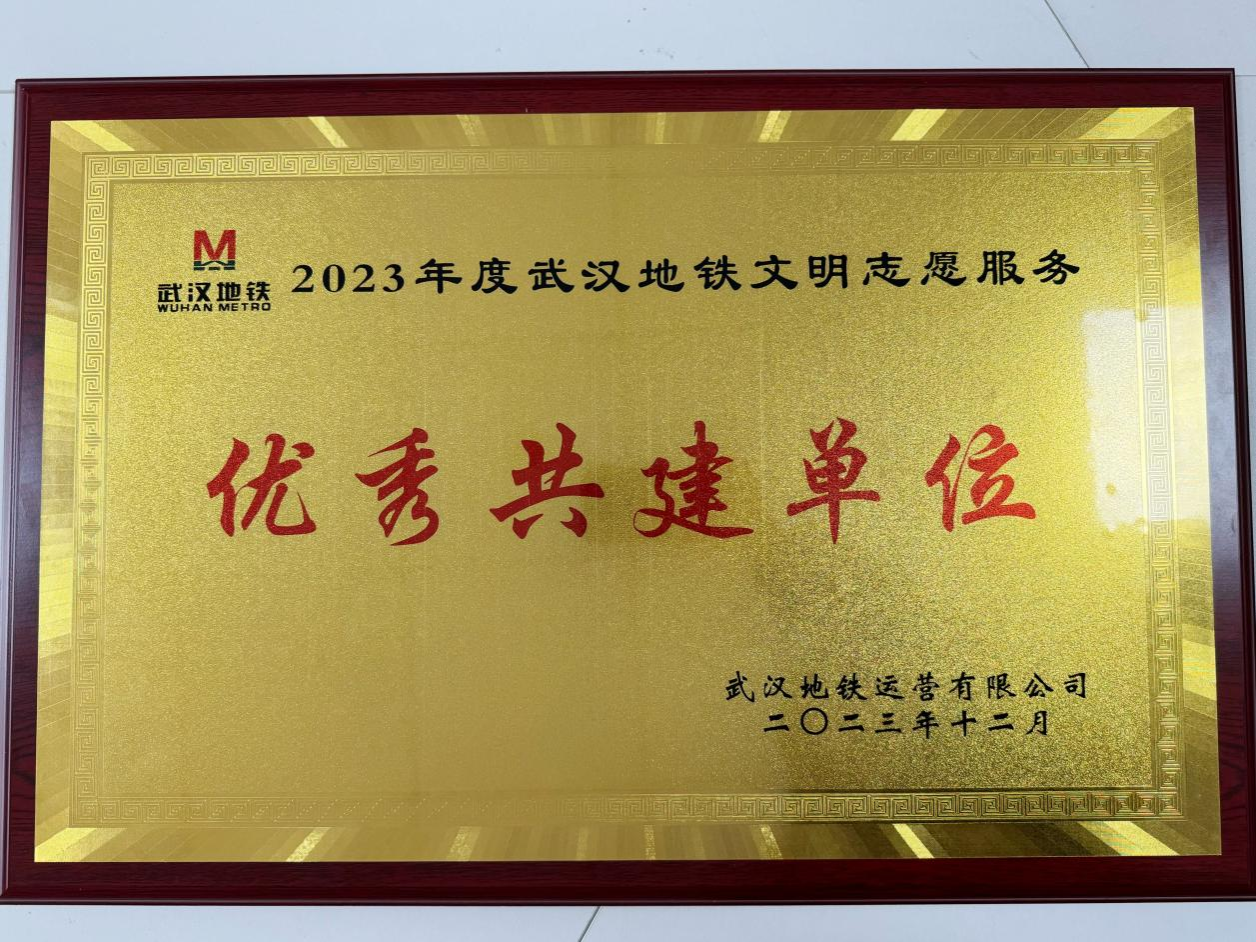 武汉地铁
WUHAN METRO
2023年度武汉地铁文明志愿服务
优秀共建单位
武汉地铁运营有限公司
二〇二三年十二月